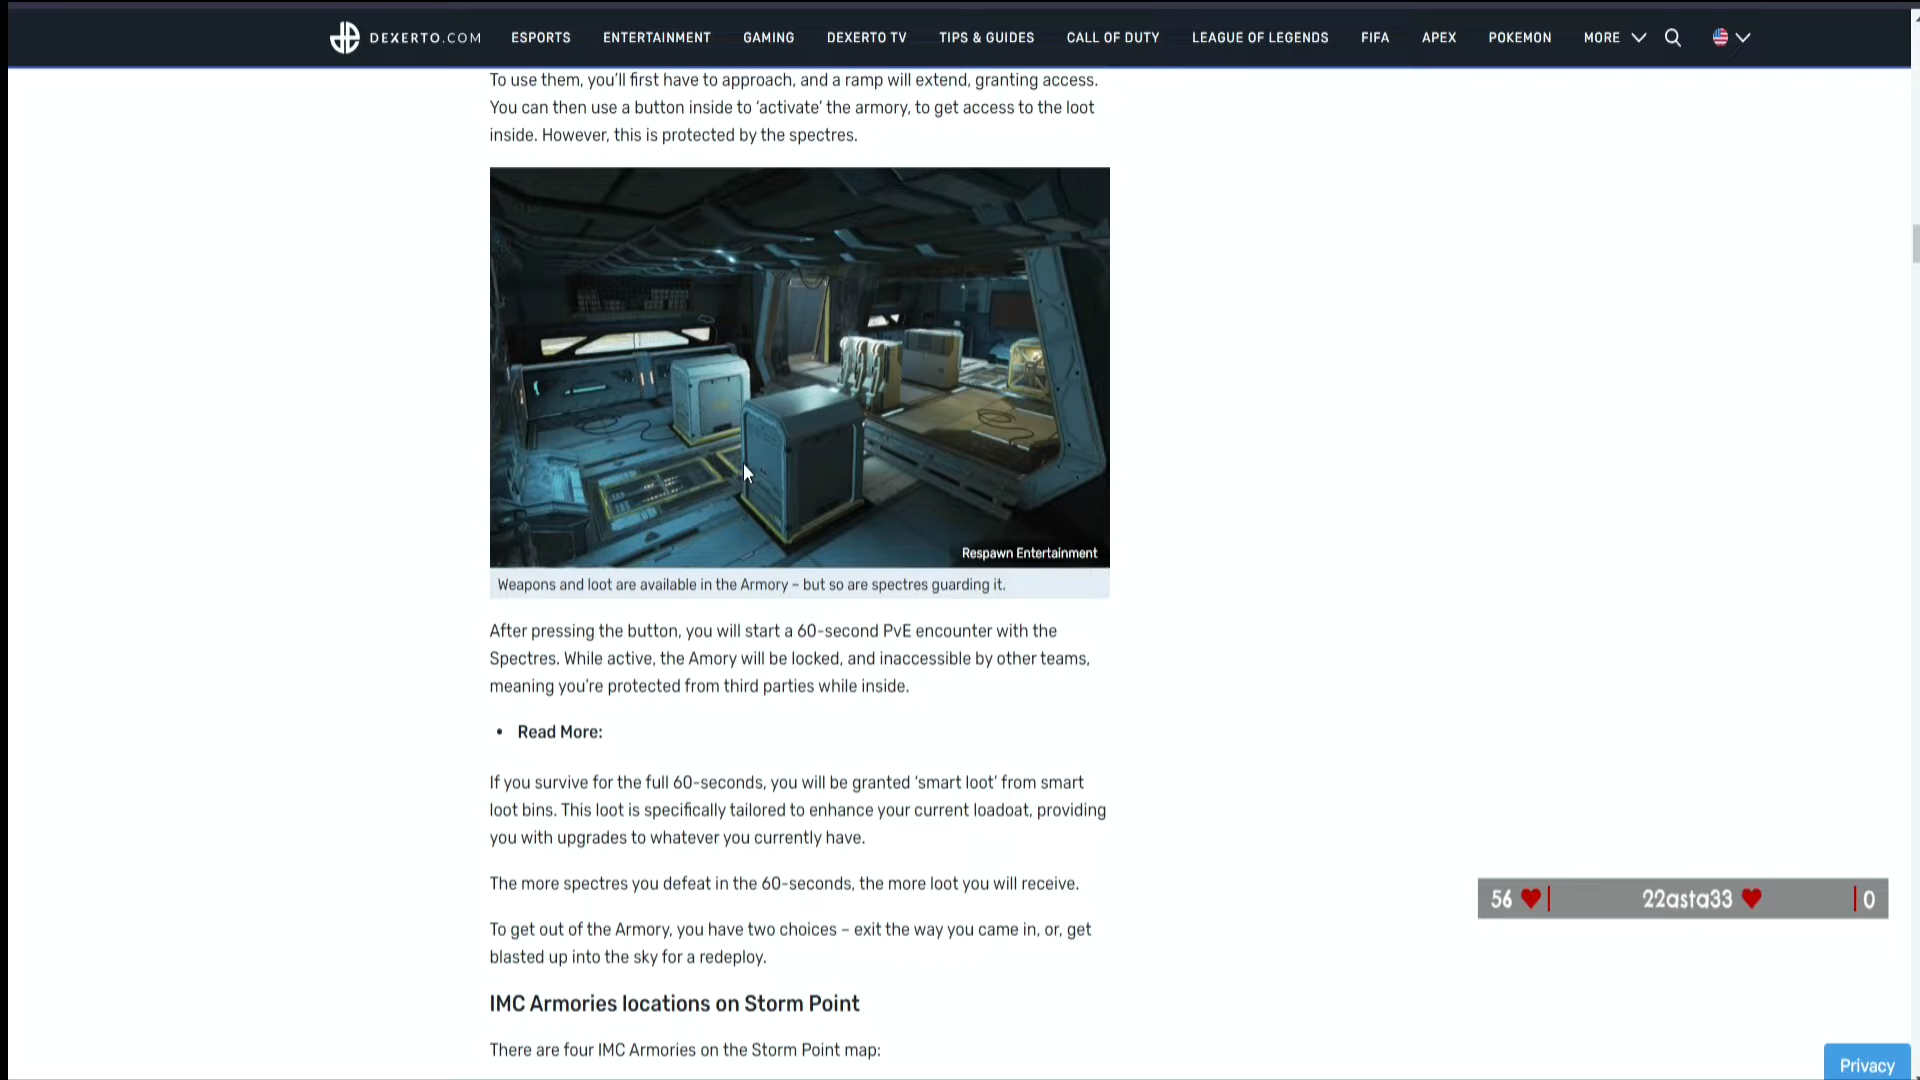 DEXERTO.COM ESPORTS ENTERTAINMENT GAMING DEXERTO TV TIPS & GUIDES CALL OF DUTY LEAGUE OF LEGENDS FIFA APEX POKEMON MORE
To use them, you'll first have to approach, and a ramp will extend, granting access.
You can then use a button inside to ‘activate’ the armory, to get access to the loot
inside. However, this is protected by the spectres.
Respawn Entertainment
Weapons and loot are available in the Armory – but so are spectres guarding it.
After pressing the button, you will start a 60-second PvE encounter with the
Spectres. While active, the Amory will be locked, and inaccessible by other teams,
meaning you're protected from third parties while inside.
• Read More:
If you survive for the full 60-seconds, you will be granted ‘smart loot’ from smart
loot bins. This loot is specifically tailored to enhance your current loadoat, providing
you with upgrades to whatever you currently have.
The more spectres you defeat in the 60-seconds, the more loot you will receive.
56 22asta33 0
To get out of the Armory, you have two choices – exit the way you came in, or, get
blasted up into the sky for a redeploy.
IMC Armories locations on Storm Point
There are four IMC Armories on the Storm Point map:
Privacy